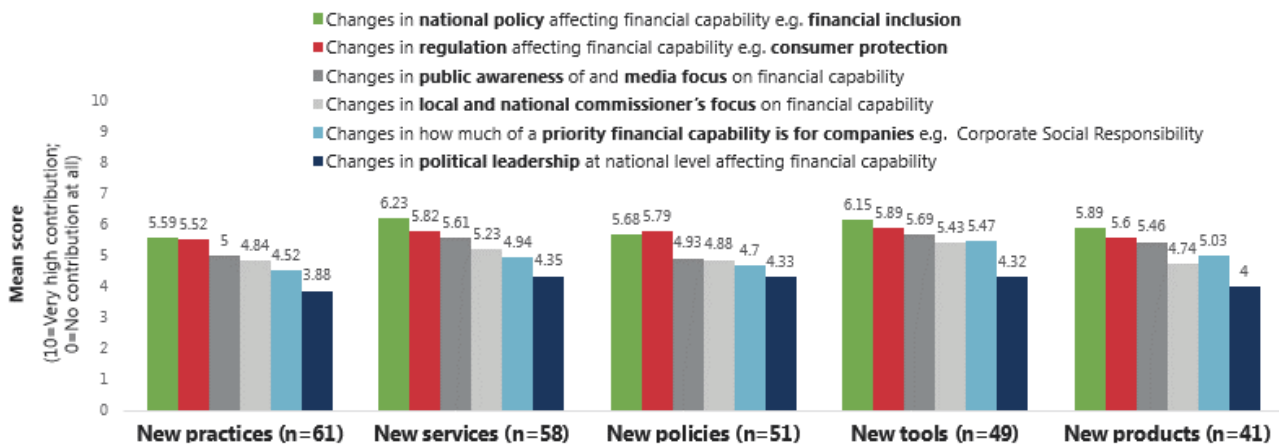 Changes in national policy affecting financial capability e.g. financial inclusion
Changes in regulation affecting financial capability e.g. consumer protection
Changes in public awareness of and media focus on financial capability
Changes in local and national commissioner's focus on financial capability
Changes in how much of a priority financial capability is for companies e.g. Corporate Social Responsibility
Changes in political leadership at national level affecting financial capability
Mean score
(10=Very high contribution;
0=No contribution at all)
10
9
8
7
6
5
4
3
2
1
0
5.59 5.52 5 4.84 4.52 3.88
6.23 5.82 5.61 5.23 4.94 4.35
5.68 5.79 4.93 4.88 4.7 4.33
6.15 5.89 5.69 5.43 5.47 4.32
5.89 5.6 5.46 4.74 5.03 4
New practices (n=61) New services (n=58) New policies (n=51) New tools (n=49) New products (n=41)